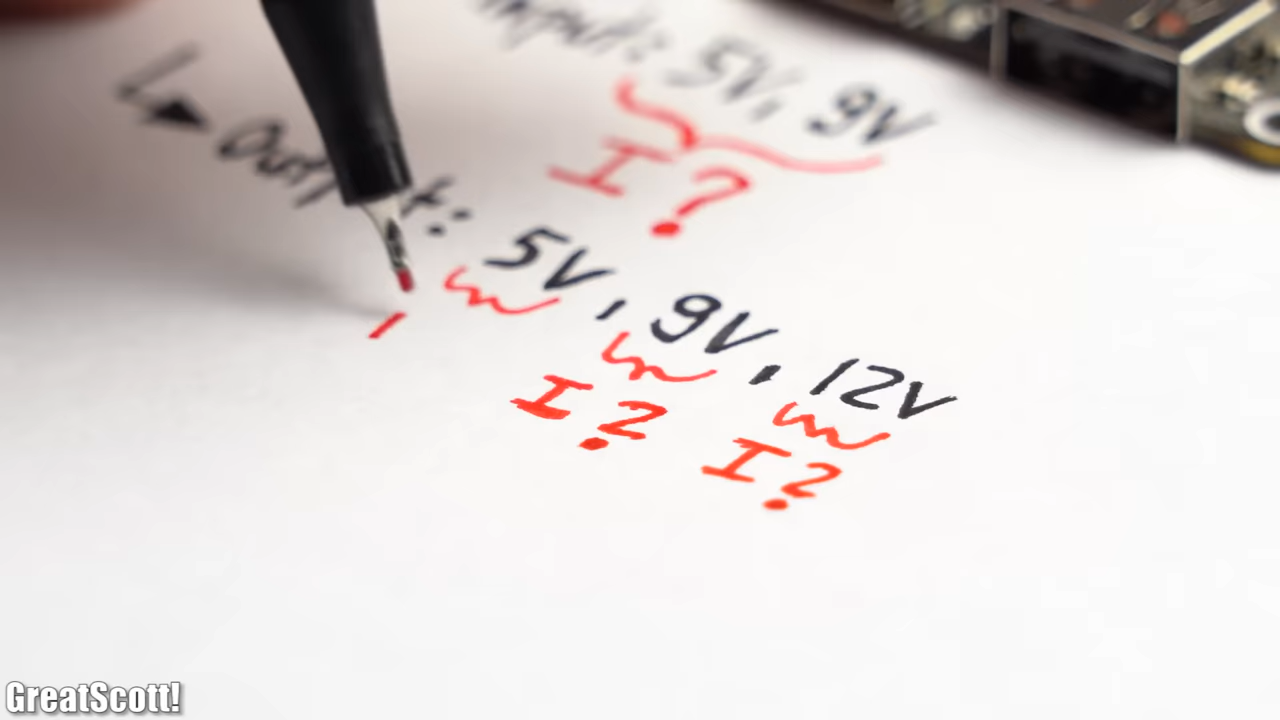 Input: 5V, 9V
I?
Output: 5V, 9V, 12V
I? I?
GreatScott!